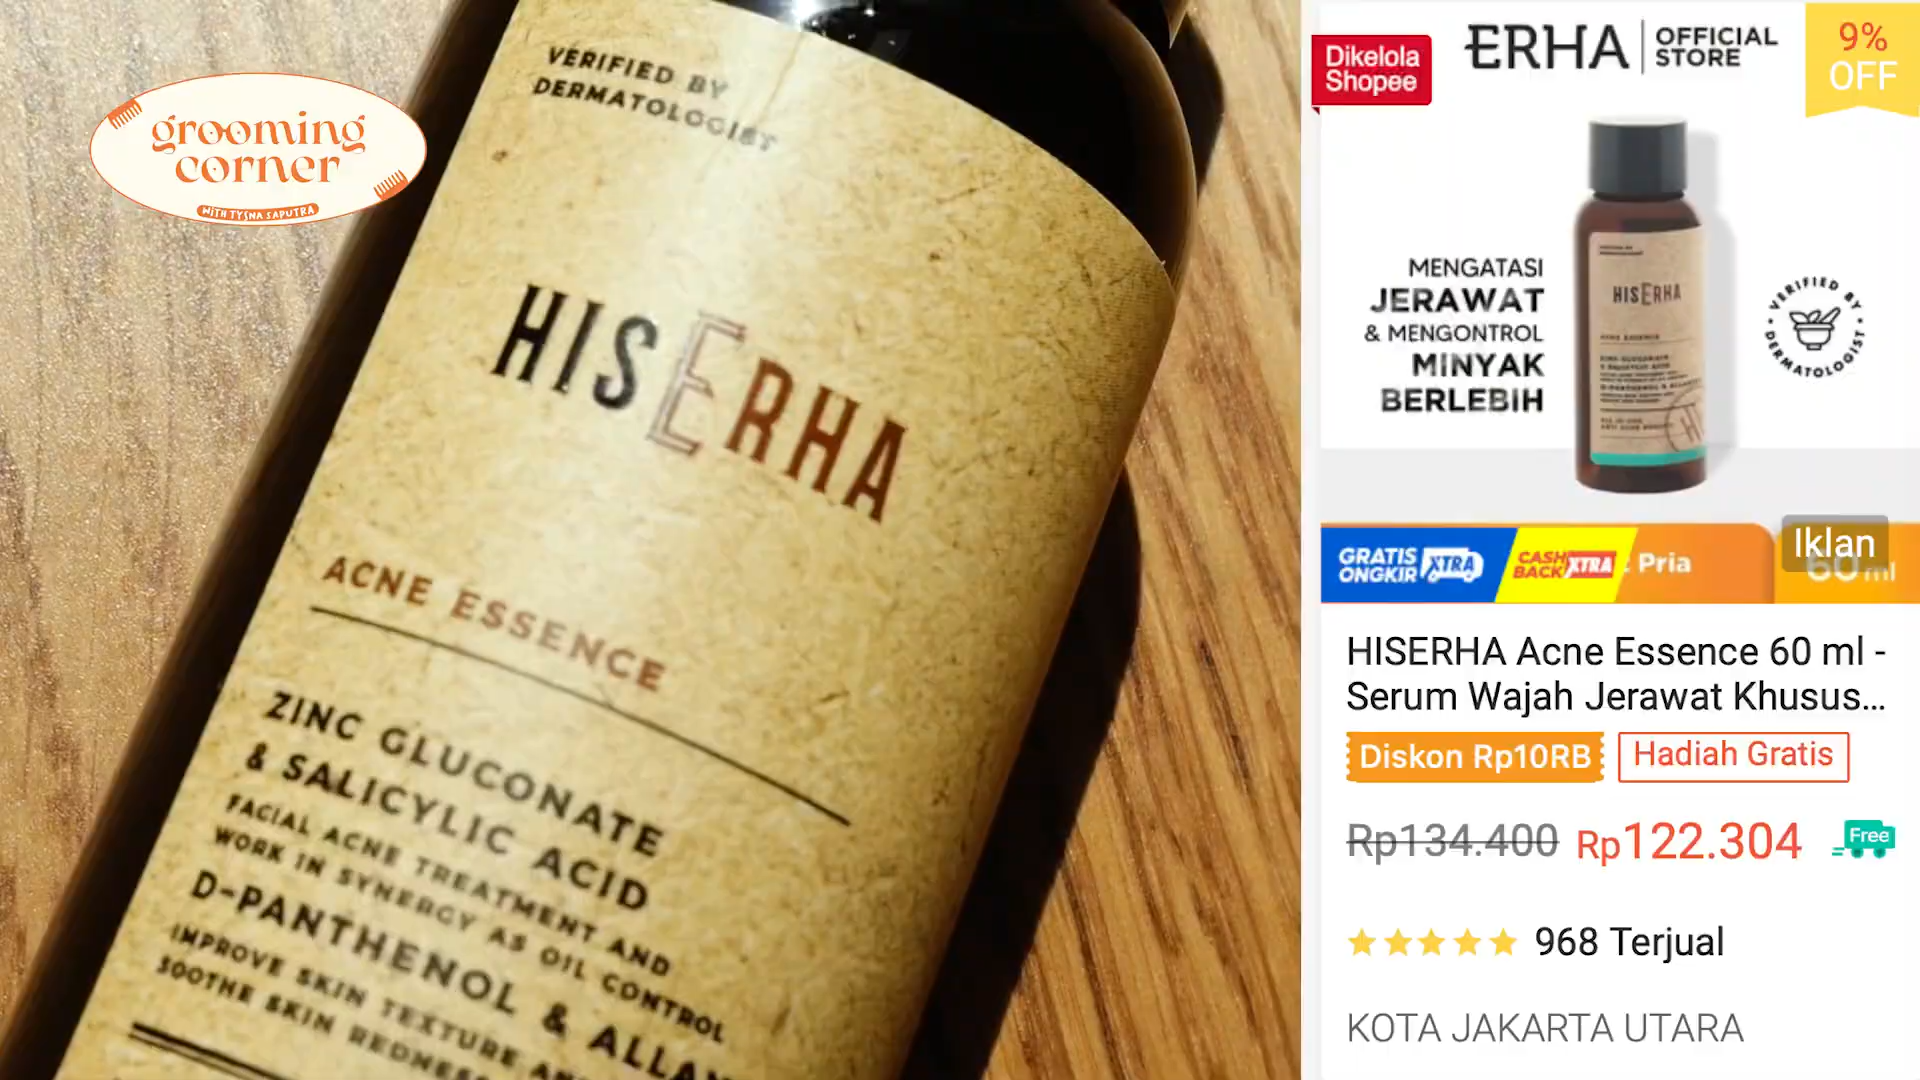 grooming
corner
WITH TYSNA SAPUTRA
VERIFIED BY
DERMATOLOGIST
HISERHA
ACNE ESSENCE
ZINC GLUCONATE
& SALICYLIC ACID
FACIAL ACNE TREATMENT AND
WORK IN SYNERGY AS OIL CONTROL
D-PANTHENOL &
IMPROVE SKIN TEXTURE
SOOTHE SKIN
Dikelola
Shopee
ERHA
OFFICIAL
STORE
9%
OFF
MENGATASI
JERAWAT
& MENGONTROL
MINYAK
BERLEBIH
HISERHA
ACNE ESSENCE
VERIFIED BY
DERMATOLOGIST
GRATIS
ONGKIR XTRA
CASH
BACK XTRA
Pria
Iklan
60 ml
HISERHA Acne Essence 60 ml -
Serum Wajah Jerawat Khusus...
Diskon Rp10RB
Hadiah Gratis
Rp134.400 Rp122.304
Free
968 Terjual
KOTA JAKARTA UTARA